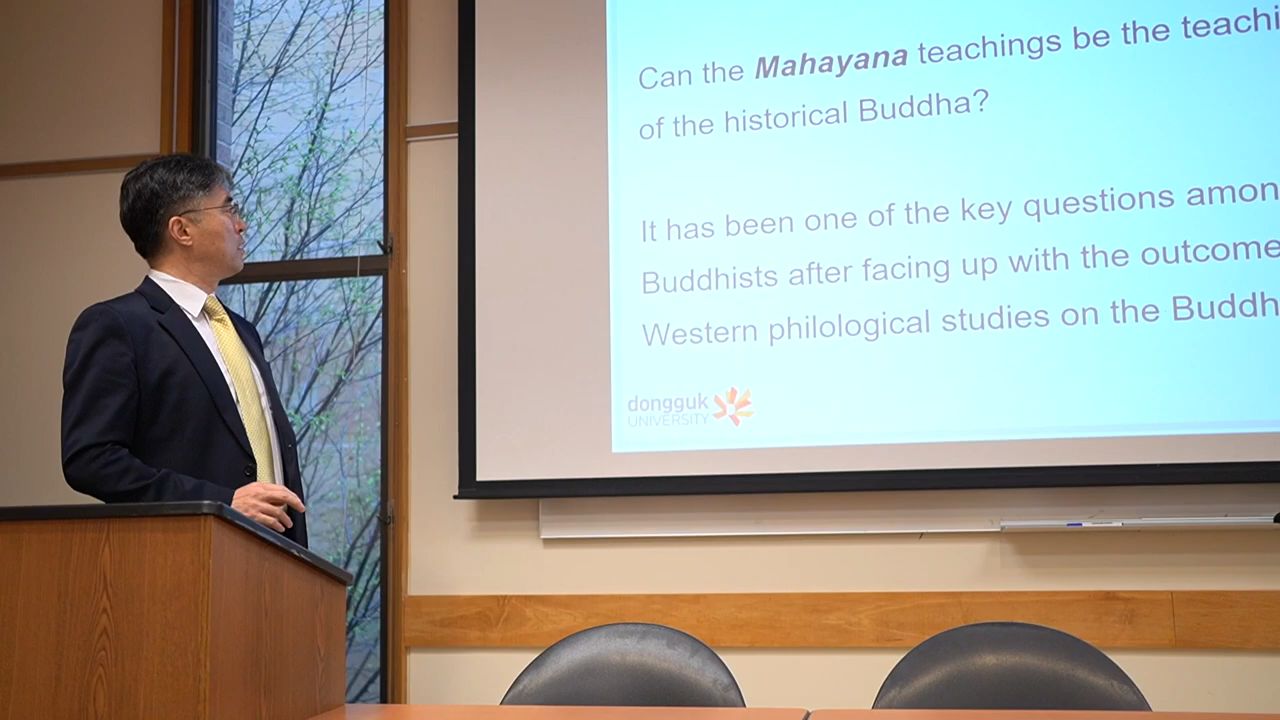 Can the Mahayana teachings be the teachi
of the historical Buddha?
It has been one of the key questions amon
Buddhists after facing up with the outcome
Western philological studies on the Buddh
dongguk
UNIVERSITY